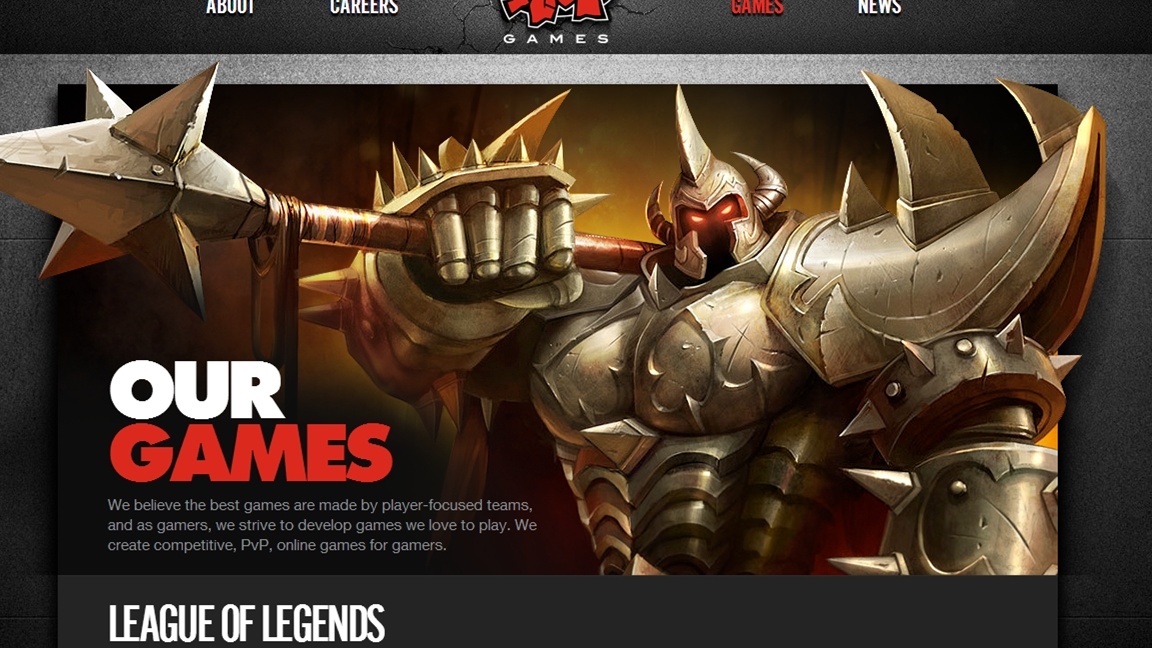 ABOUT
CAREERS
GAMES
GAMES
NEWS
OUR
GAMES
We believe the best games are made by player-focused teams,
and as gamers, we strive to develop games we love to play. We
create competitive, PvP, online games for gamers.
LEAGUE OF LEGENDS